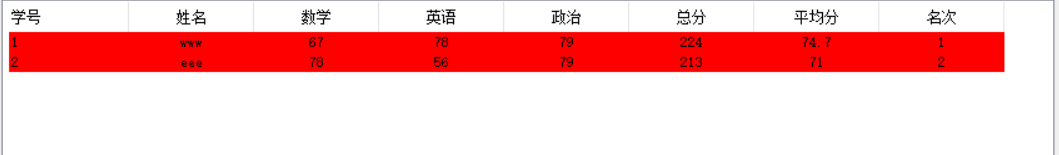 学号 姓名 数学 英语 政治 总分 平均分 名次
1 www 67 78 79 224 74.7 1
2 eee 78 56 79 213 71 2